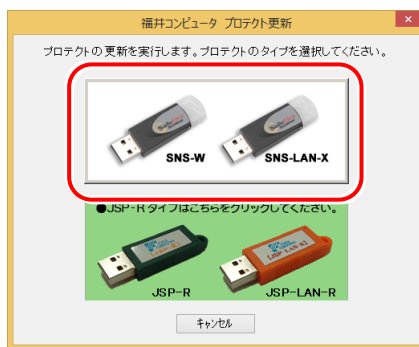 福井コンピュータ プロテクト更新
×
プロテクトの更新を実行します。プロテクトのタイプを選択してください。
SNS-W
SNS-LAN-X
●JSP-Rタイプはこちらをクリックしてください。
[JSP-R]
[JSP-LAN-R]
JSP-R
JSP-LAN-R
キャンセル